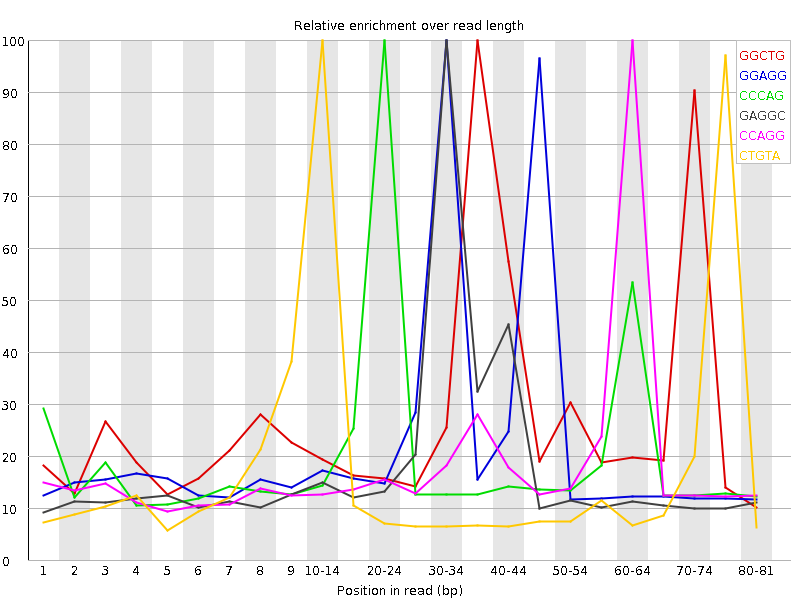 Relative enrichment over read length
100
90
80
70
60
50
40
30
20
10
0
GGCTG
GGAGG
CCCAG
GAGGC
CCAGG
CTGTA
1 2 3 4 5 6 7 8 9 10-14 20-24 30-34 40-44 50-54 60-64 70-74 80-81
Position in read (bp)